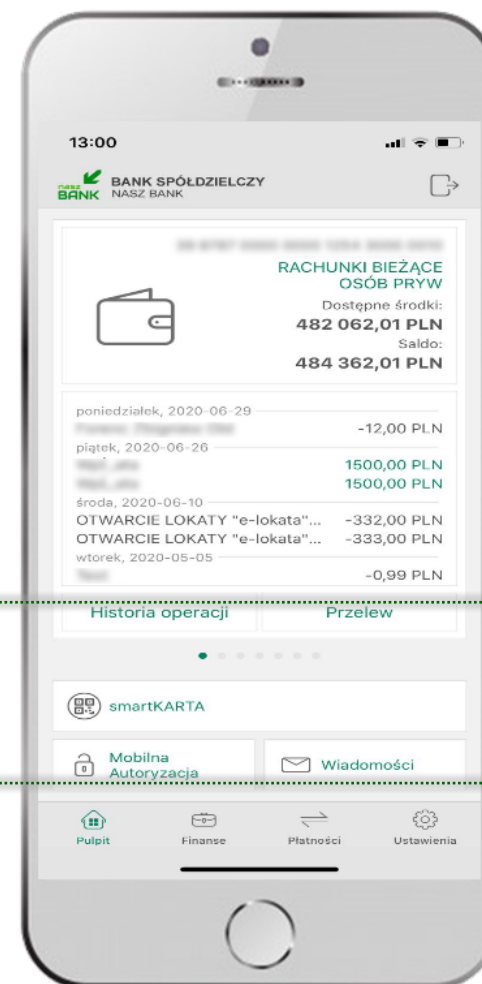 13:00
nasz BANK
BANK SPÓŁDZIELCZY
NASZ BANK
RACHUNKI BIEŻĄCE
OSÓB PRYW
Dostępne środki:
482 062,01 PLN
Saldo:
484 362,01 PLN
poniedziałek, 2020-06-29
-12,00 PLN
piątek, 2020-06-26
1500,00 PLN
1500,00 PLN
środa, 2020-06-10
OTWARCIE LOKATY "e-lokata"... -332,00 PLN
OTWARCIE LOKATY "e-lokata"... -333,00 PLN
wtorek, 2020-05-05
-0,99 PLN
Historia operacji Przelew
smartKARTA
Mobilna
Autoryzacja
Wiadomości
Pulpit Finanse Płatności Ustawienia